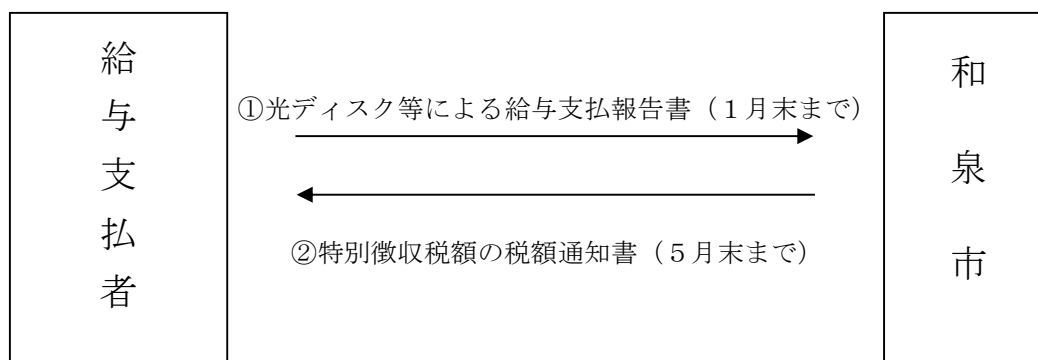 給与支払者
①光ディスク等による給与支払報告書（１月末まで）
②特別徴収税額の税額通知書（５月末まで）
和泉市